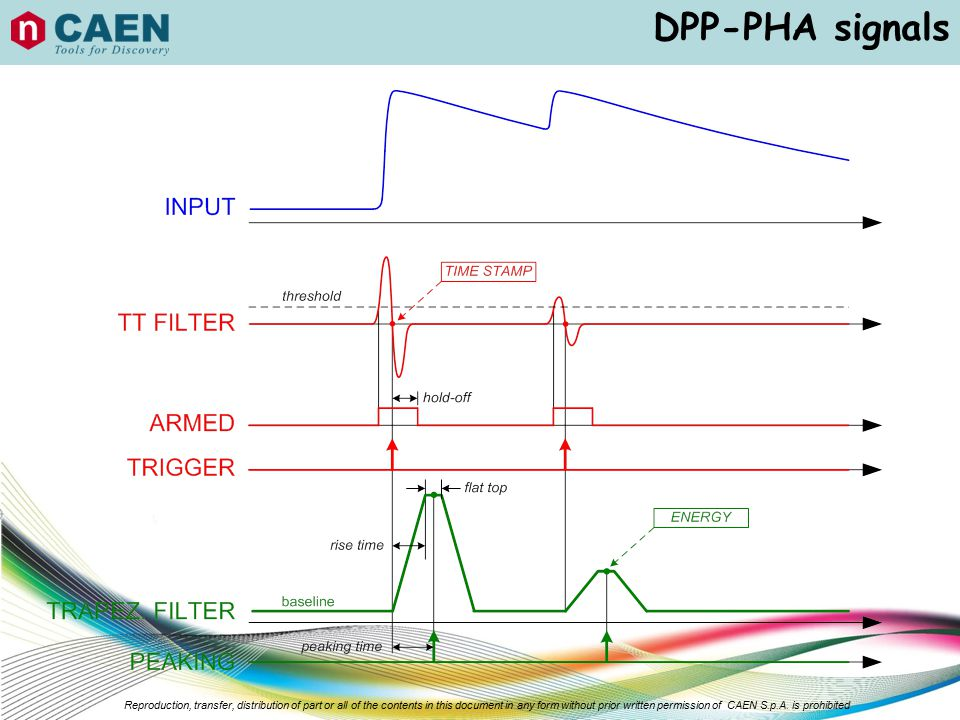 n CAEN
Tools for Discovery
DPP-PHA signals
INPUT
TIME STAMP
threshold
TT FILTER
hold-off
ARMED
TRIGGER
flat top
ENERGY
rise time
baseline
TRAPEZ. FILTER
peaking time
PEAKING
Reproduction, transfer, distribution of part or all of the contents in this document in any form without prior written permission of CAEN S.p.A. is prohibited